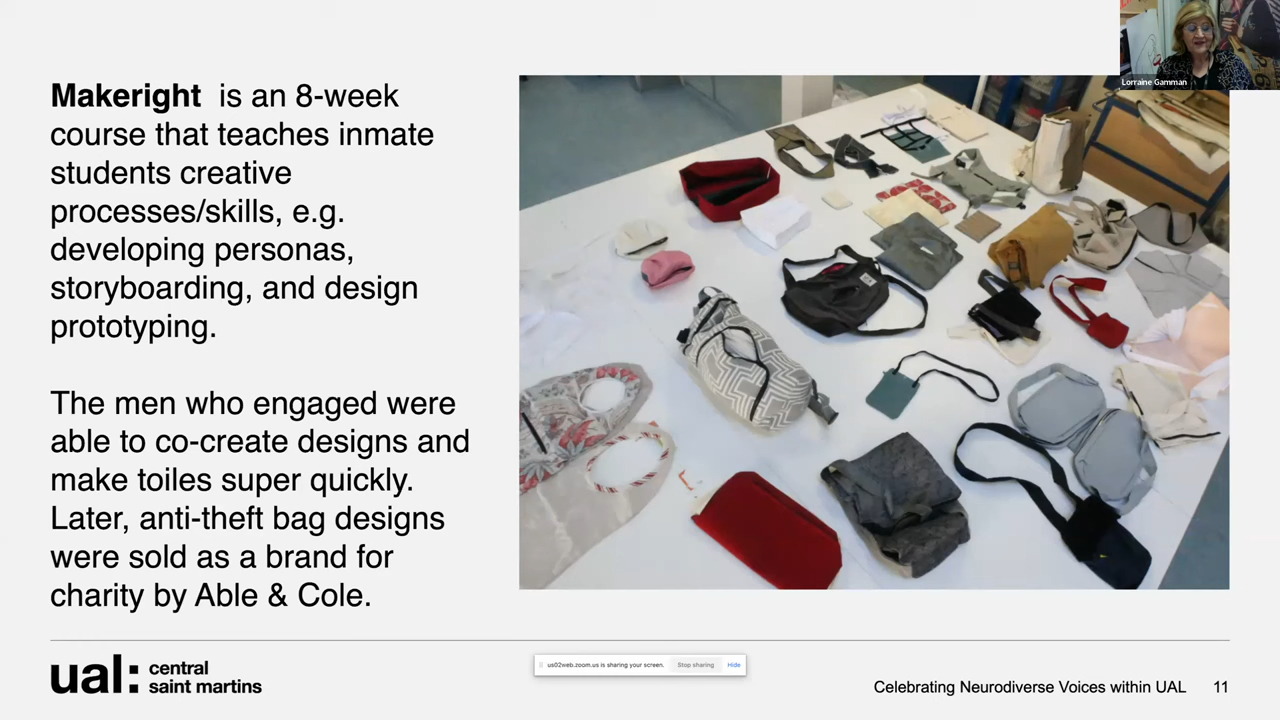 Lorraine Gamman
Makeright is an 8-week
course that teaches inmate
students creative
processes/skills, e.g.
developing personas,
storyboarding, and design
prototyping.
The men who engaged were
able to co-create designs and
make toiles super quickly.
Later, anti-theft bag designs
were sold as a brand for
charity by Able & Cole.
us02web.zoom.us is sharing your screen. Stop sharing Hide
ual: central
saint martins
Celebrating Neurodiverse Voices within UAL 11